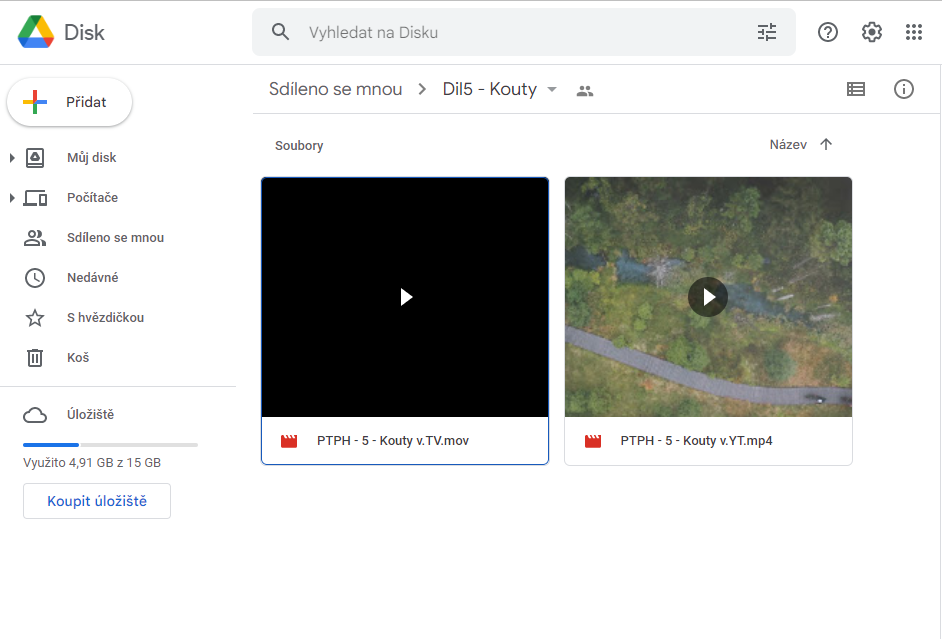 Disk
Vyhledat na Disku
Přidat
Sdíleno se mnou
Dil5 - Kouty
Můj disk
Počítače
Sdíleno se mnou
Nedávné
S hvězdičkou
Koš
Úložiště
Využito 4,91 GB z 15 GB
Koupit úložiště
Soubory
Název
PTPH - 5 - Kouty v.TV.mov
PTPH - 5 - Kouty v.YT.mp4